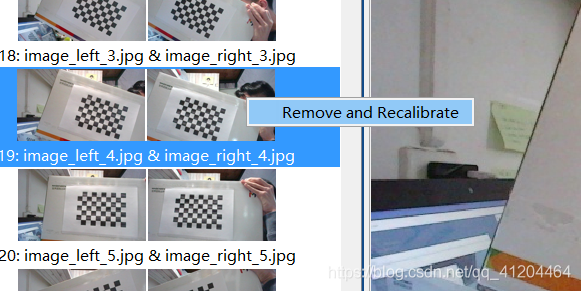 18: image_left_3.jpg & image_right_3.jpg
Remove and Recalibrate
19: image_left_4.jpg & image_right_4.jpg
20: image_left_5.jpg & image_right_5.jpg
https://blog.csdn.net/qq_41204464